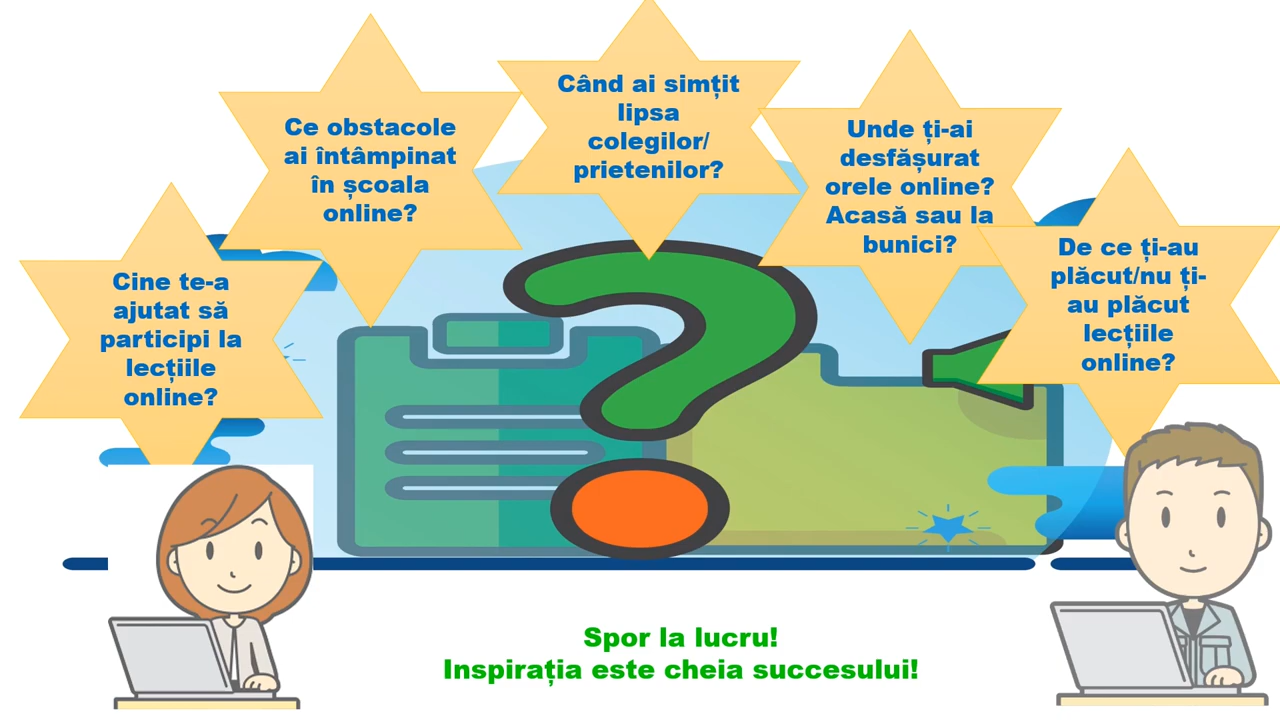 Cine te-a
ajutat să
participi la
lecțiile
online?
Ce obstacole
ai întâmpinat
în școala
online?
Când ai simțit
lipsa
colegilor/
prietenilor?
Unde ți-ai
desfășurat
orele online?
Acasă sau la
bunici?
De ce ți-au
plăcut/nu ți-
au plăcut
lecțiile
online?
Spor la lucru!
Inspirația este cheia succesului!